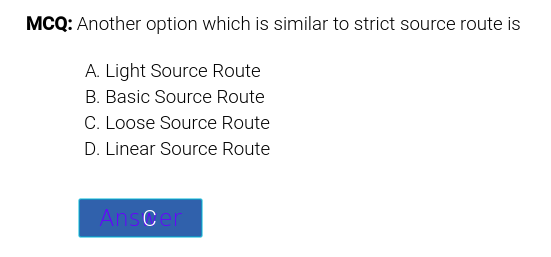 MCQ: Another option which is similar to strict source route is
A. Light Source Route
B. Basic Source Route
C. Loose Source Route
D. Linear Source Route
Answer
C